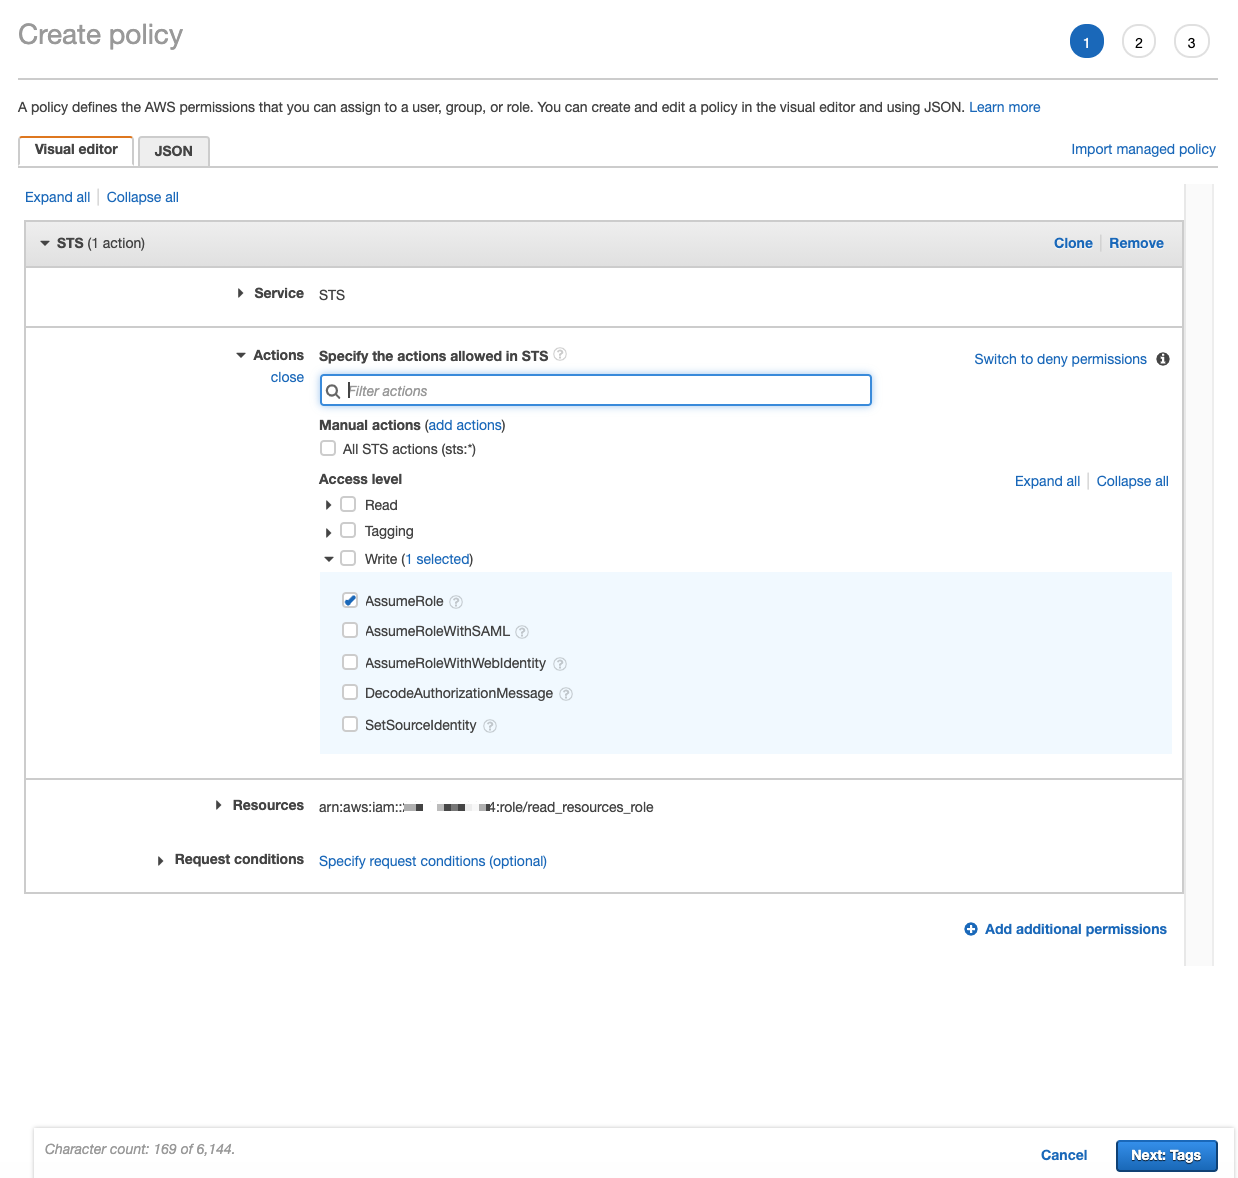 Create policy
1 2 3
A policy defines the AWS permissions that you can assign to a user, group, or role. You can create and edit a policy in the visual editor and using JSON. Learn more
Visual editor JSON Import managed policy
Expand all Collapse all
STS (1 action) Clone Remove
Service STS
Actions Specify the actions allowed in STS ? Switch to deny permissions i
close Filter actions
Manual actions (add actions)
All STS actions (sts:*)
Access level Expand all Collapse all
Read
Tagging
Write (1 selected)
AssumeRole ?
AssumeRoleWithSAML ?
AssumeRoleWithWebIdentity ?
DecodeAuthorizationMessage ?
SetSourceIdentity ?
Resources arn:aws:iam:: 4:role/read_resources_role
Request conditions Specify request conditions (optional)
Add additional permissions
Character count: 169 of 6,144. Cancel Next: Tags